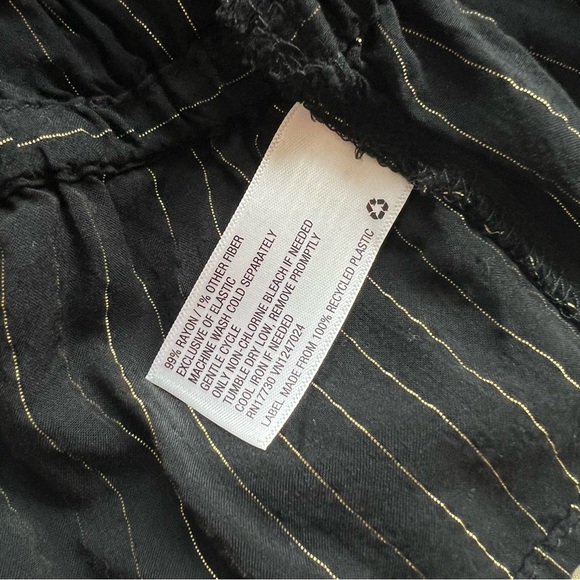 99% RAYON / 1% OTHER FIBER
EXCLUSIVE OF ELASTIC
MACHINE WASH COLD SEPARATELY
GENTLE CYCLE
ONLY NON-CHLORINE BLEACH IF NEEDED
TUMBLE DRY LOW, REMOVE PROMPTLY
COOL IRON IF NEEDED
RN17730 VN1247024
LABEL MADE FROM 100% RECYCLED PLASTIC